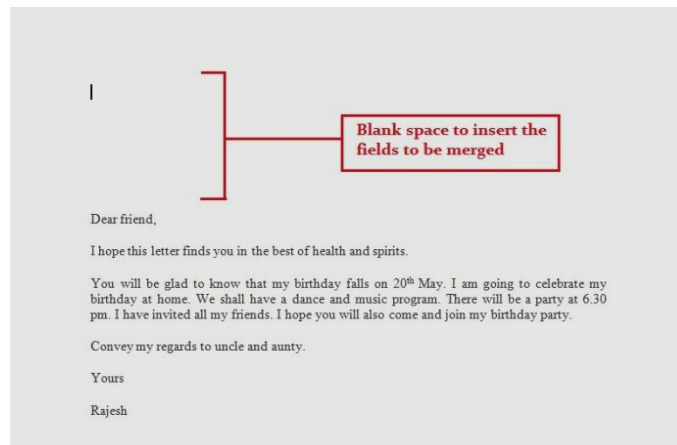 Blank space to insert the
fields to be merged
Dear friend,
I hope this letter finds you in the best of health and spirits.
You will be glad to know that my birthday falls on 20th May. I am going to celebrate my
birthday at home. We shall have a dance and music program. There will be a party at 6.30
pm. I have invited all my friends. I hope you will also come and join my birthday party.
Convey my regards to uncle and aunty.
Yours
Rajesh